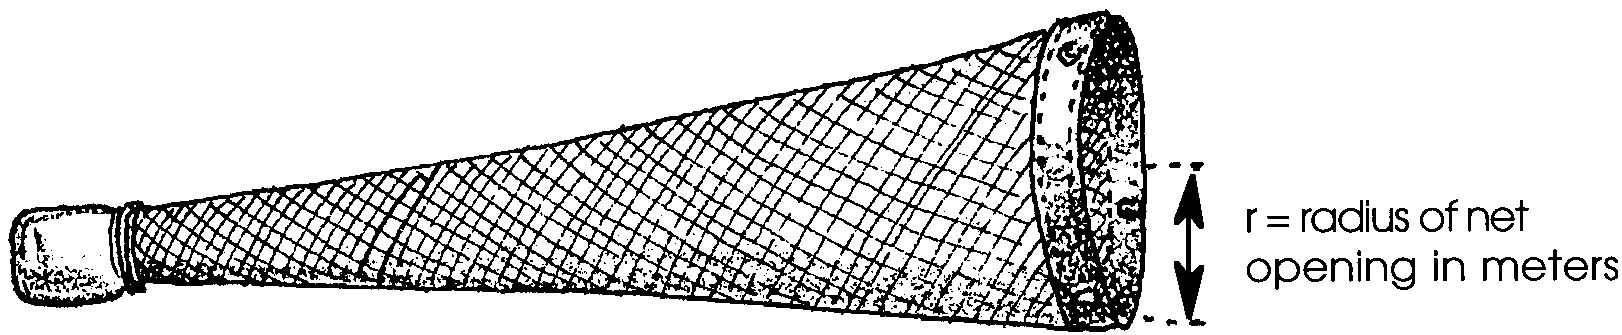 r = radius of net
opening in meters